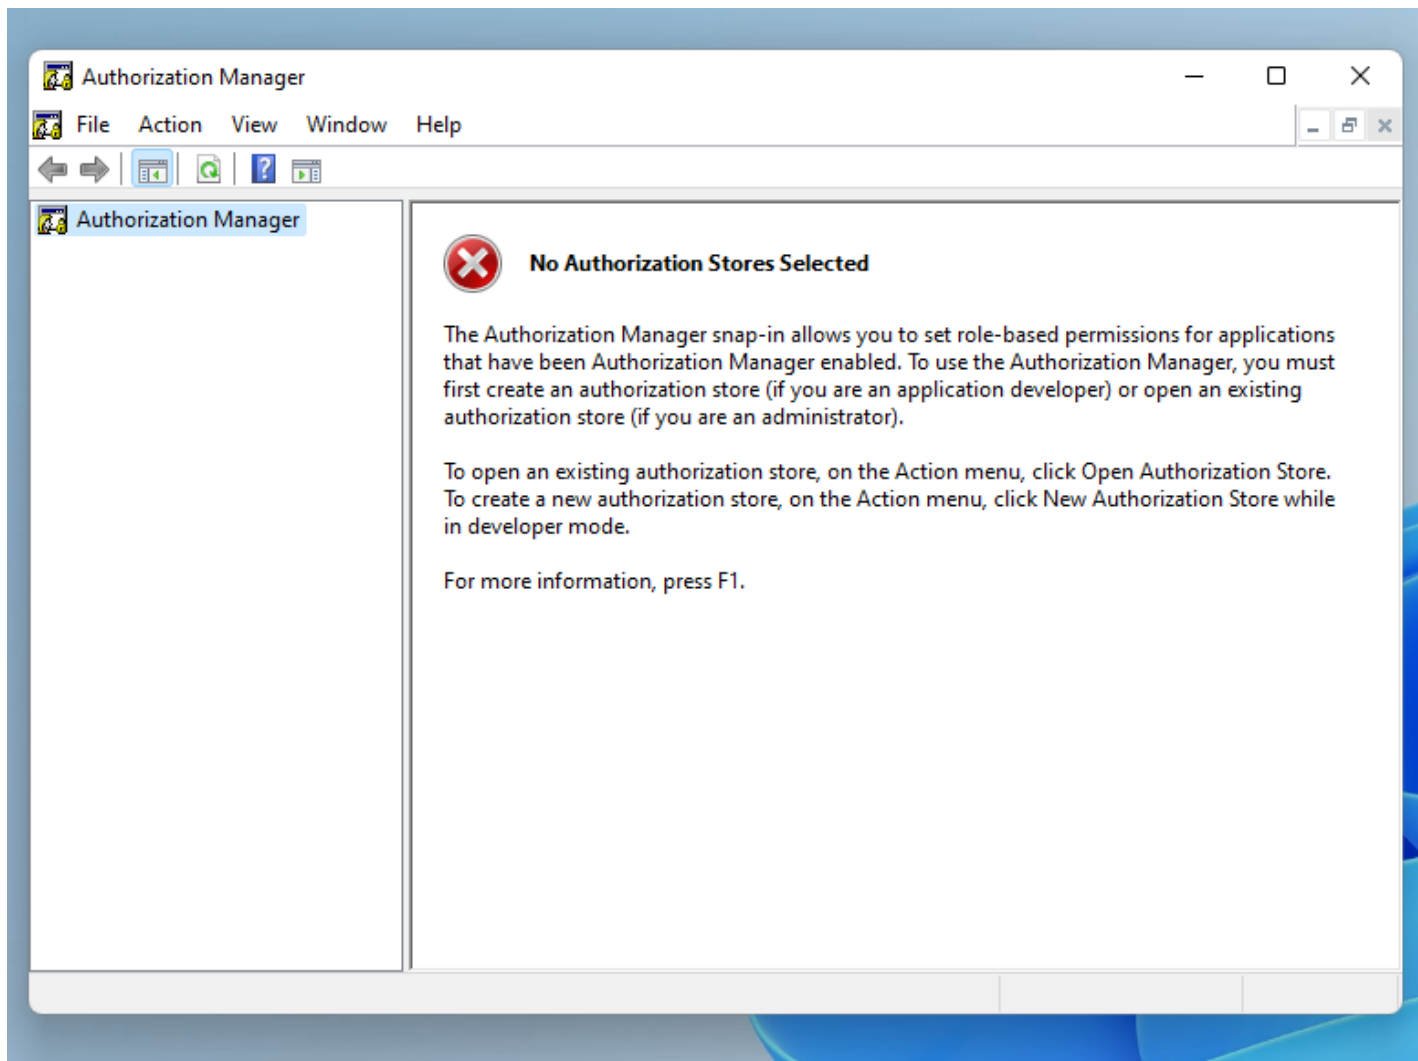 Authorization Manager
File Action View Window Help
Authorization Manager
No Authorization Stores Selected
The Authorization Manager snap-in allows you to set role-based permissions for applications
that have been Authorization Manager enabled. To use the Authorization Manager, you must
first create an authorization store (if you are an application developer) or open an existing
authorization store (if you are an administrator).
To open an existing authorization store, on the Action menu, click Open Authorization Store.
To create a new authorization store, on the Action menu, click New Authorization Store while
in developer mode.
For more information, press F1.